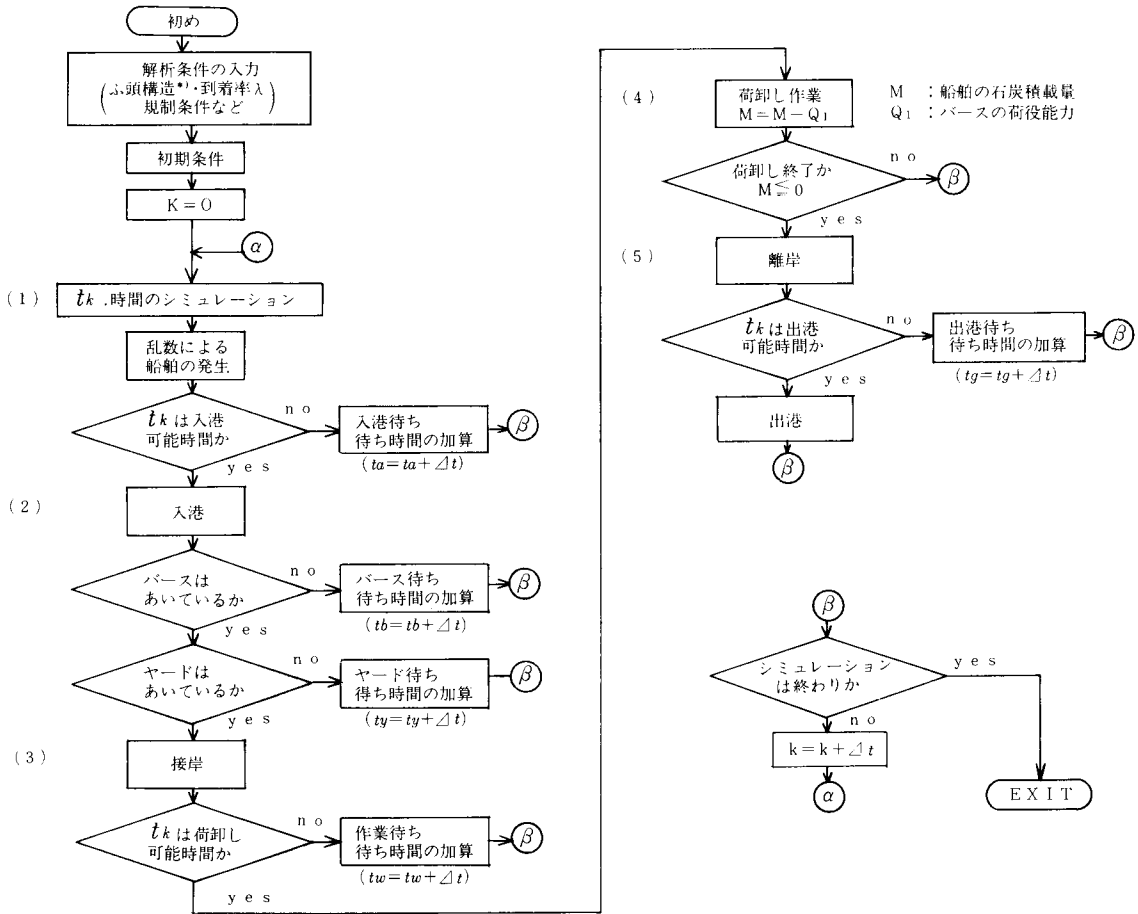 初め
解析条件の入力
(ふ頭構造*)・到着率λ
規制条件など)
初期条件
K=0
α
(1)
tk.時間のシミュレーション
乱数による
船舶の発生
tkは入港
可能時間か
no
入港待ち
待ち時間の加算
β
(ta=ta+⊿t)
yes
(2)
入港
バースは
あいているか
no
バース待ち
待ち時間の加算
β
(tb=tb+⊿t)
yes
ヤードは
あいているか
no
ヤード待ち
得ち時間の加算
β
(ty=ty+⊿t)
yes
(3)
接岸
tkは荷卸し
可能時間か
no
作業待ち
待ち時間の加算
β
(tw=tw+⊿t)
yes
(4)
荷卸し作業
M=M-Q1
M :船舶の石炭積載量
Q1 :バースの荷役能力
荷卸し終了か
M≦0
no
β
yes
(5)
離岸
tkは出港
可能時間か
no
出港待ち
待ち時間の加算
β
(tg=tg+⊿t)
yes
出港
β
β
シミュレーション
は終わりか
yes
no
k=k+⊿t
α
EXIT